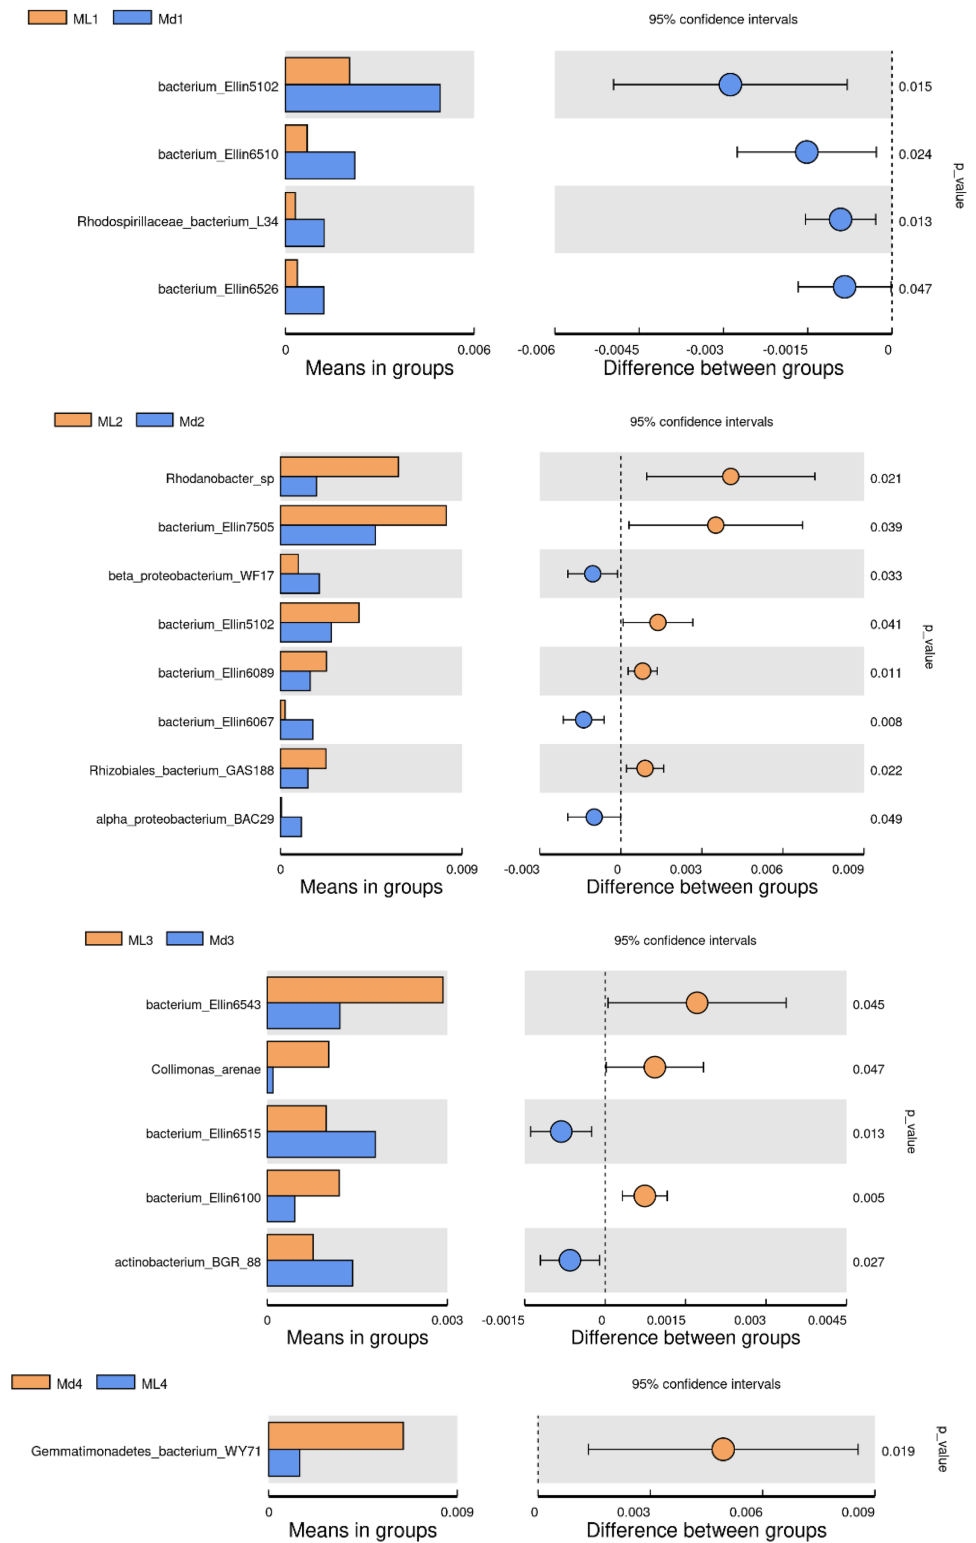 ML1 Md1 95% confidence intervals
bacterium_Ellin5102 0.015
bacterium_Ellin6510 0.024
Rhodospirillaceae_bacterium_L34 0.013
bacterium_Ellin6526 0.047
p_value
0 0.006 -0.006 -0.0045 -0.003 -0.0015 0
Means in groups Difference between groups
ML2 Md2 95% confidence intervals
Rhodanobacter_sp 0.021
bacterium_Ellin7505 0.039
beta_proteobacterium_WF17 0.033
bacterium_Ellin5102 0.041
bacterium_Ellin6089 0.011
bacterium_Ellin6067 0.008
Rhizobiales_bacterium_GAS188 0.022
alpha_proteobacterium_BAC29 0.049
p_value
0 0.009 -0.003 0 0.003 0.006 0.009
Means in groups Difference between groups
ML3 Md3 95% confidence intervals
bacterium_Ellin6543 0.045
Collimonas_arenae 0.047
bacterium_Ellin6515 0.013
bacterium_Ellin6100 0.005
actinobacterium_BGR_88 0.027
p_value
0 0.003 -0.0015 0 0.0015 0.003 0.0045
Means in groups Difference between groups
Md4 ML4 95% confidence intervals
Gemmatimonadetes_bacterium_WY71 0.019
p_value
0 0.009 0 0.003 0.006 0.009
Means in groups Difference between groups